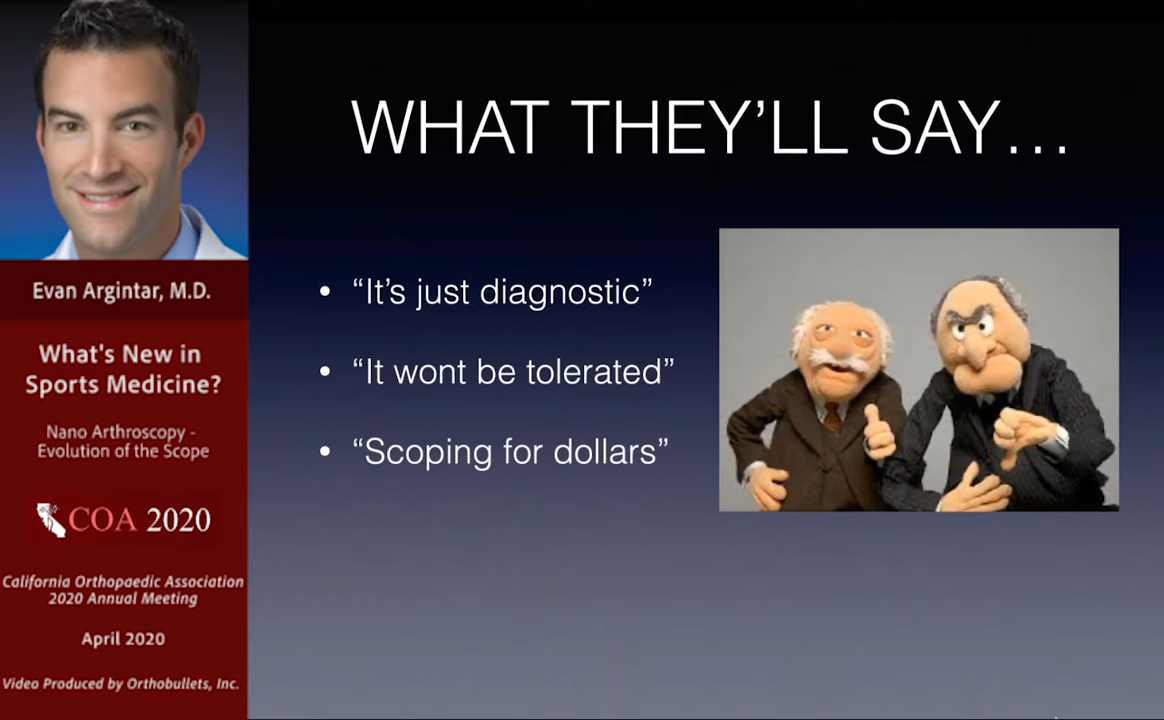 Evan Argintar, M.D.
What's New in
Sports Medicine?
Nano Arthroscopy -
Evolution of the Scope
COA 2020
California Orthopaedic Association
2020 Annual Meeting
April 2020
Video Produced by Orthobullets, Inc.
WHAT THEY’LL SAY…
• “It’s just diagnostic”
• “It wont be tolerated”
• “Scoping for dollars”